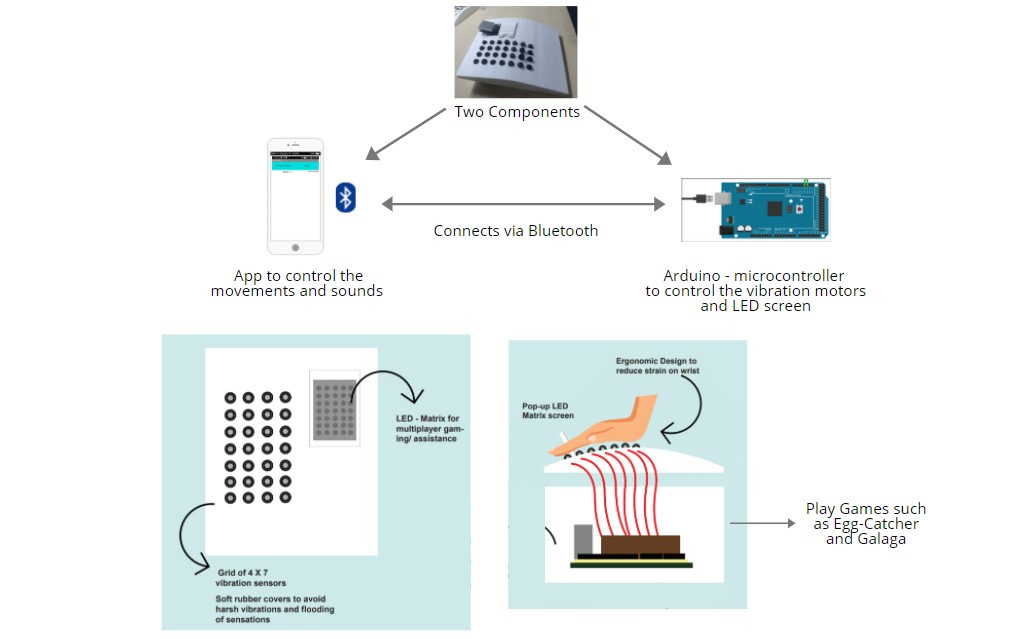 Two Components
Connects via Bluetooth
App to control the
movements and sounds
Arduino - microcontroller
to control the vibration motors
and LED screen
LED - Matrix for
multiplayer gam-
ing/ assistance
Grid of 4 X 7
vibration sensors
Soft rubber covers to avoid
harsh vibrations and flooding
of sensations
Ergonomic Design to
reduce strain on wrist
Pop-up LED
Matrix screen
Play Games such
as Egg-Catcher
and Galaga